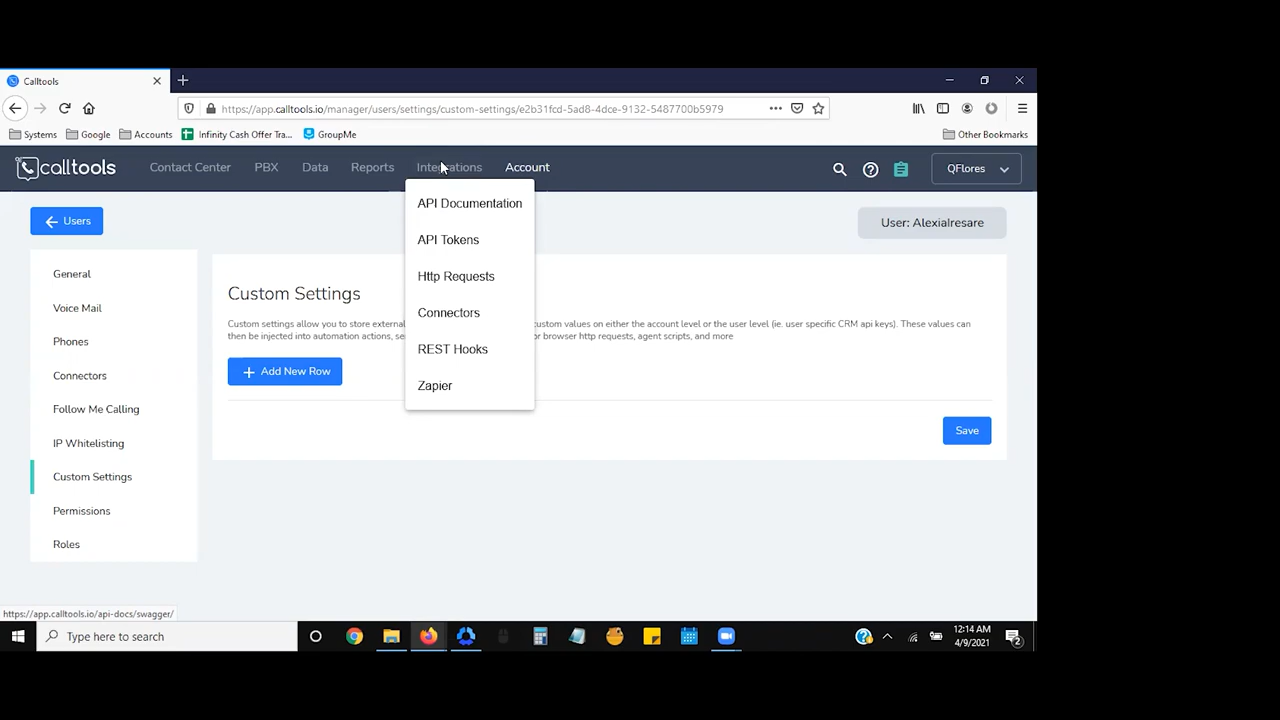 Calltools
https://app.calltools.io/manager/users/settings/custom-settings/e2b31fcd-5ad8-4dce-9132-5487700b5979
Systems Google Accounts Infinity Cash Offer Tra... GroupMe Other Bookmarks
calltools Contact Center PBX Data Reports Integrations Account QFlores
Users
User: Alexialresare
General
Voice Mail
Phones
Connectors
Follow Me Calling
IP Whitelisting
Custom Settings
Permissions
Roles
API Documentation
API Tokens
Http Requests
Connectors
REST Hooks
Zapier
Custom Settings
Custom settings allow you to store external custom values on either the account level or the user level (ie. user specific CRM api keys). These values can
then be injected into automation actions, se or browser http requests, agent scripts, and more
Add New Row
Save
https://app.calltools.io/api-docs/swagger/
Type here to search
12:14 AM
4/9/2021
2